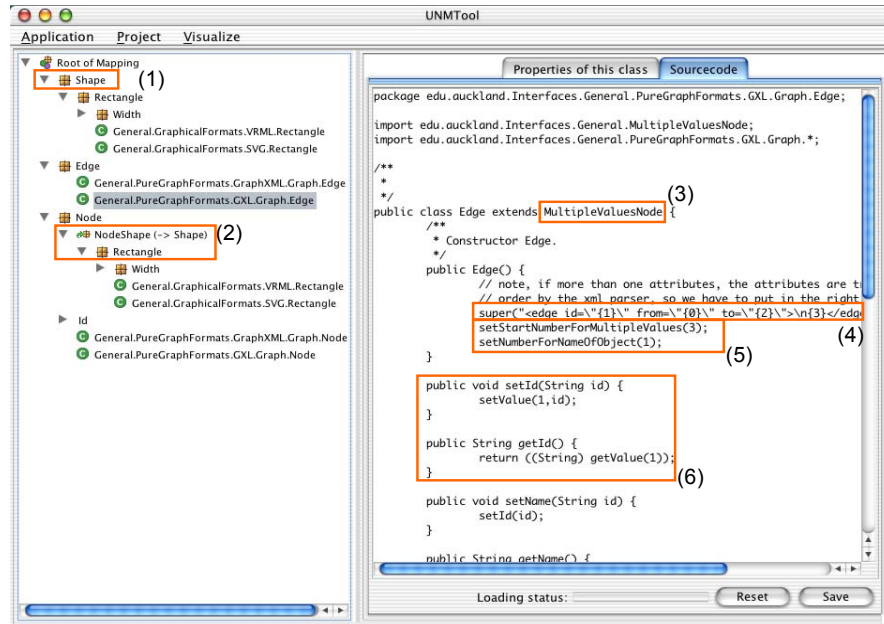 UNMTool
Application Project Visualize
Root of Mapping
Shape (1)
Rectangle
Width
General.GraphicalFormats.VRML.Rectangle
General.GraphicalFormats.SVG.Rectangle
Edge
General.PureGraphFormats.GraphXML.Graph.Edge
General.PureGraphFormats.GXL.Graph.Edge
Node
NodeShape (-> Shape) (2)
Rectangle
Width
General.GraphicalFormats.VRML.Rectangle
General.GraphicalFormats.SVG.Rectangle
Id
General.PureGraphFormats.GraphXML.Graph.Node
General.PureGraphFormats.GXL.Graph.Node
Properties of this class Sourcecode
package edu.auckland.Interfaces.General.PureGraphFormats.GXL.Graph.Edge;
import edu.auckland.Interfaces.General.MultipleValuesNode;
import edu.auckland.Interfaces.General.PureGraphFormats.GXL.Graph.*;
/**
*
*/
(3)
public class Edge extends MultipleValuesNode {
/**
* Constructor Edge.
*/
public Edge() {
// note, if more than one attributes, the attributes are t
// order by the xml parser, so we have to put in the right
super("<edge id=\"{1}\" from=\"{0}\" to=\"{2}\">\n{3}</edge
(4)
setStartNumberForMultipleValues(3);
setNumberForNameOfObject(1);
(5)
}
public void setId(String id) {
setValue(1,id);
}
public String getId() {
return ((String) getValue(1));
}
(6)
public void setName(String id) {
setId(id);
}
public String getName() {
Loading status: Reset Save